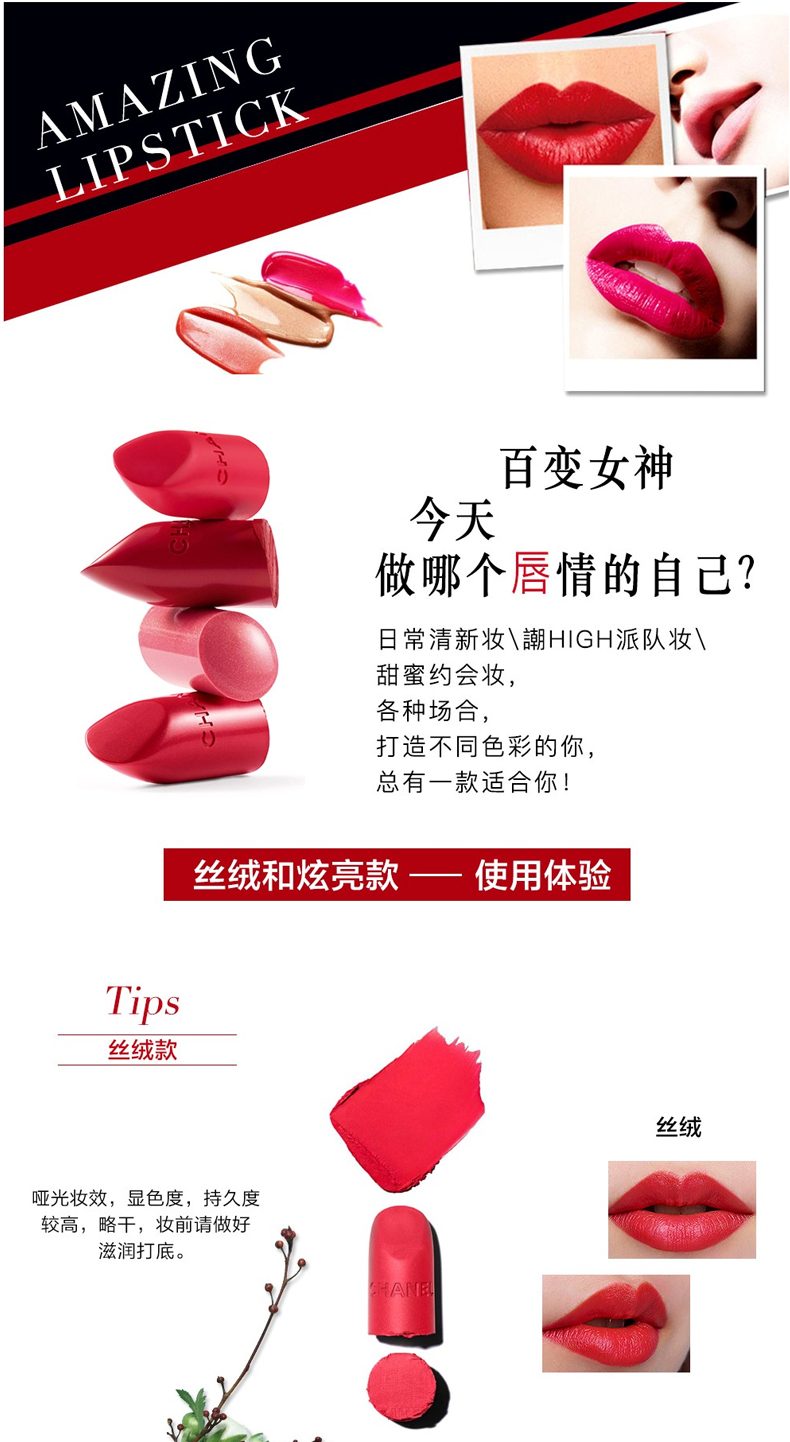 AMAZING
LIPSTICK
百变女神
今天
做哪个唇情的自己?
日常清新妆\潮HIGH派队妆\
甜蜜约会妆,
各种场合,
打造不同色彩的你,
总有一款适合你!
丝绒和炫亮款 —— 使用体验
Tips
丝绒款
丝绒
哑光妆效，显色度，持久度
较高，略干，妆前请做好
滋润打底。
CHANEL